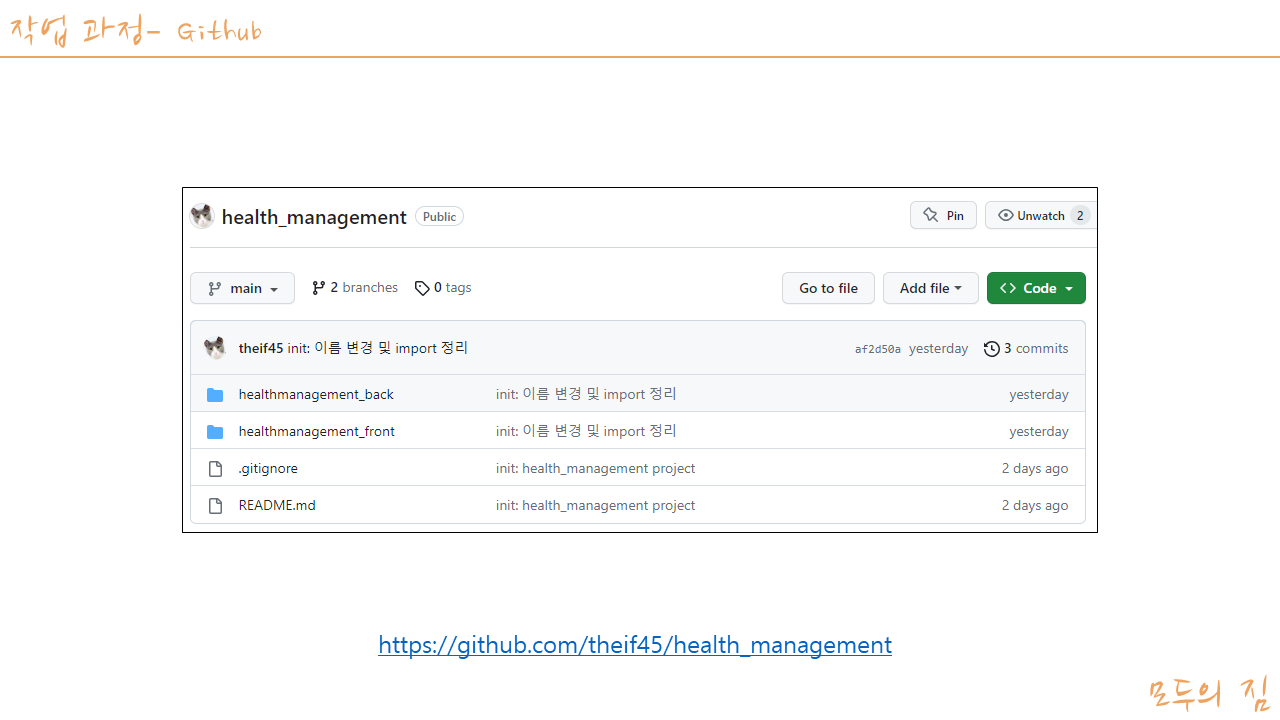 작업 과정- Github
health_management Public Pin Unwatch 2
main 2 branches 0 tags Go to file Add file Code
theif45 init: 이름 변경 및 import 정리 af2d50a yesterday 3 commits
healthmanagement_back init: 이름 변경 및 import 정리 yesterday
healthmanagement_front init: 이름 변경 및 import 정리 yesterday
.gitignore init: health_management project 2 days ago
README.md init: health_management project 2 days ago
https://github.com/theif45/health_management
모두의 짐